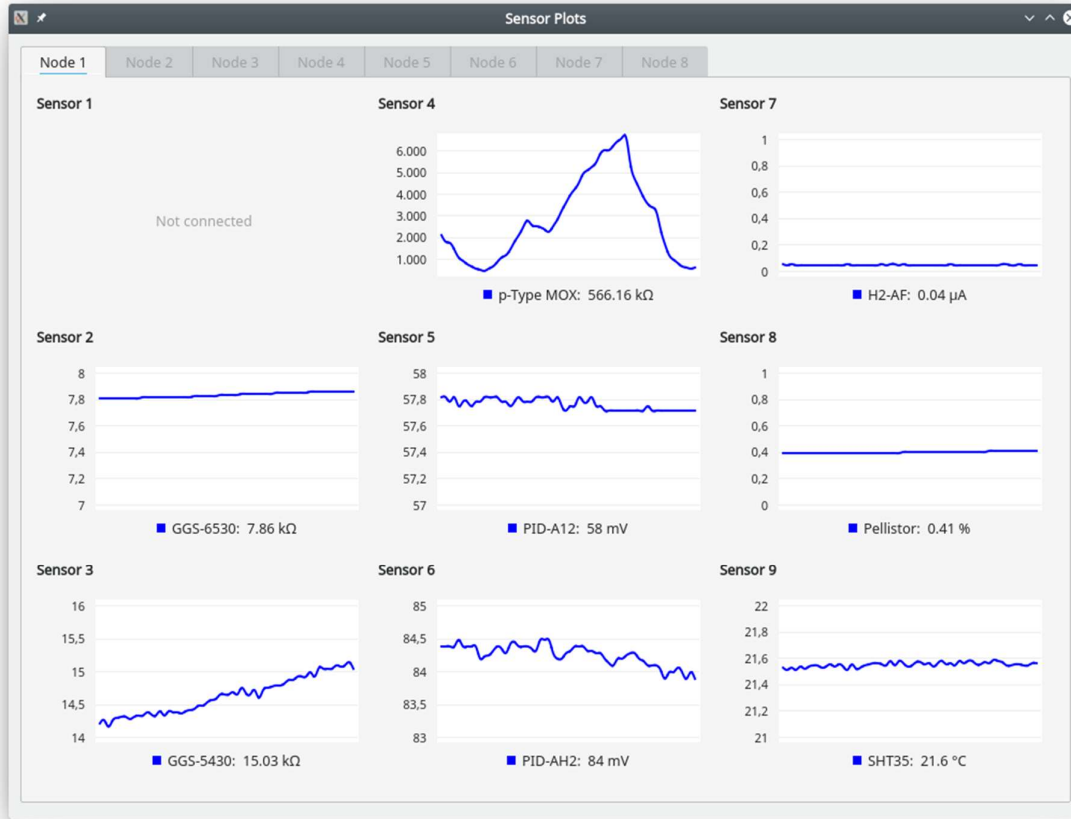 Sensor Plots
Node 1 Node 2 Node 3 Node 4 Node 5 Node 6 Node 7 Node 8
Sensor 1
Not connected
Sensor 4
6.000
5.000
4.000
3.000
2.000
1.000
p-Type MOX: 566.16 kΩ
Sensor 7
1
0,8
0,6
0,4
0,2
0
H2-AF: 0.04 µA
Sensor 2
8
7,8
7,6
7,4
7,2
7
GGS-6530: 7.86 kΩ
Sensor 5
58
57,8
57,6
57,4
57,2
57
PID-A12: 58 mV
Sensor 8
1
0,8
0,6
0,4
0,2
0
Pellistor: 0.41 %
Sensor 3
16
15,5
15
14,5
14
GGS-5430: 15.03 kΩ
Sensor 6
85
84,5
84
83,5
83
PID-AH2: 84 mV
Sensor 9
22
21,8
21,6
21,4
21,2
21
SHT35: 21.6 °C